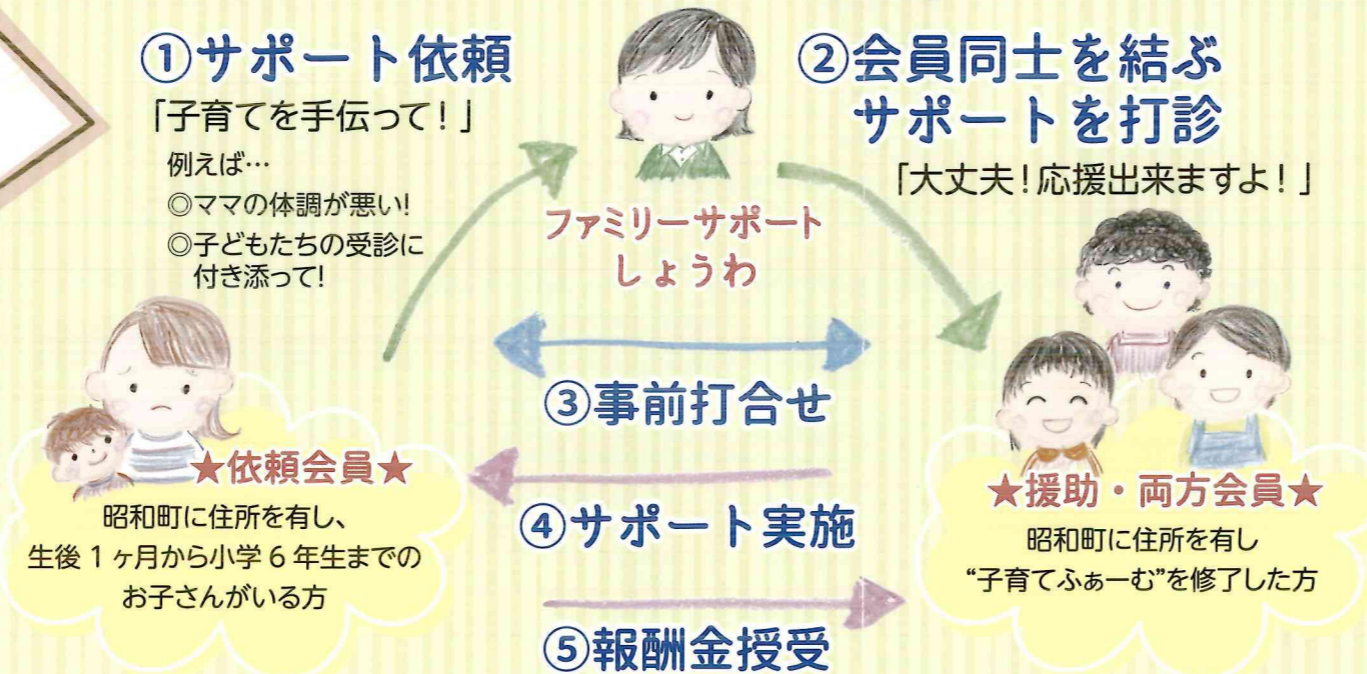 ①サポート依頼
「子育てを手伝って！」
例えば…
◎ママの体調が悪い!
◎子どもたちの受診に
付き添って!
②会員同士を結ぶ
サポートを打診
「大丈夫！応援出来ますよ！」
ファミリーサポート
しょうわ
③事前打合せ
④サポート実施
⑤報酬金授受
★依頼会員★
昭和町に住所を有し、
生後１ヶ月から小学６年生までの
お子さんがいる方
★援助・両方会員★
昭和町に住所を有し
“子育てふぁーむ”を修了した方